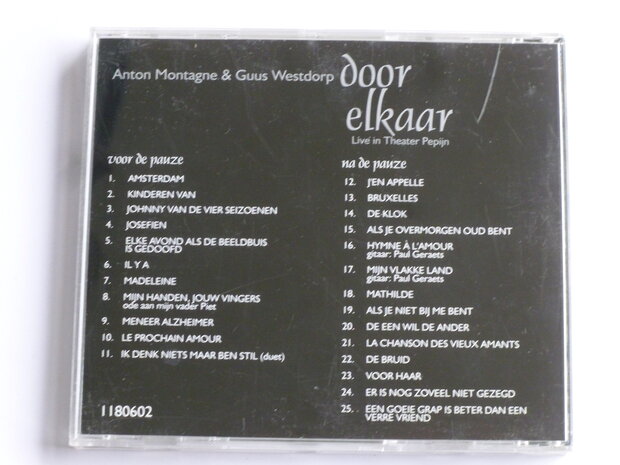 Anton Montagne & Guus Westdorp door
elkaar
Live in Theater Pepijn
voor de pauze
1. AMSTERDAM
2. KINDEREN VAN
3. JOHNNY VAN DE VIER SEIZOENEN
4. JOSEFIEN
5. ELKE AVOND ALS DE BEELDBUIS
IS GEDOOFD
6. IL Y A
7. MADELEINE
8. MIJN HANDEN, JOUW VINGERS
ode aan mijn vader Piet
9. MENEER ALZHEIMER
10. LE PROCHAIN AMOUR
11. IK DENK NIETS MAAR BEN STIL (duet)
1180602
na de pauze
12. J'EN APPELLE
13. BRUXELLES
14. DE KLOK
15. ALS JE OVERMORGEN OUD BENT
16. HYMNE À L'AMOUR
gitaar: Paul Geraets
17. MIJN VLAKKE LAND
gitaar: Paul Geraets
18. MATHILDE
19. ALS JE NIET BIJ ME BENT
20. DE EEN WIL DE ANDER
21. LA CHANSON DES VIEUX AMANTS
22. DE BRUID
23. VOOR HAAR
24. ER IS NOG ZOVEEL NIET GEZEGD
25. EEN GOEIE GRAP IS BETER DAN EEN
VERRE VRIEND